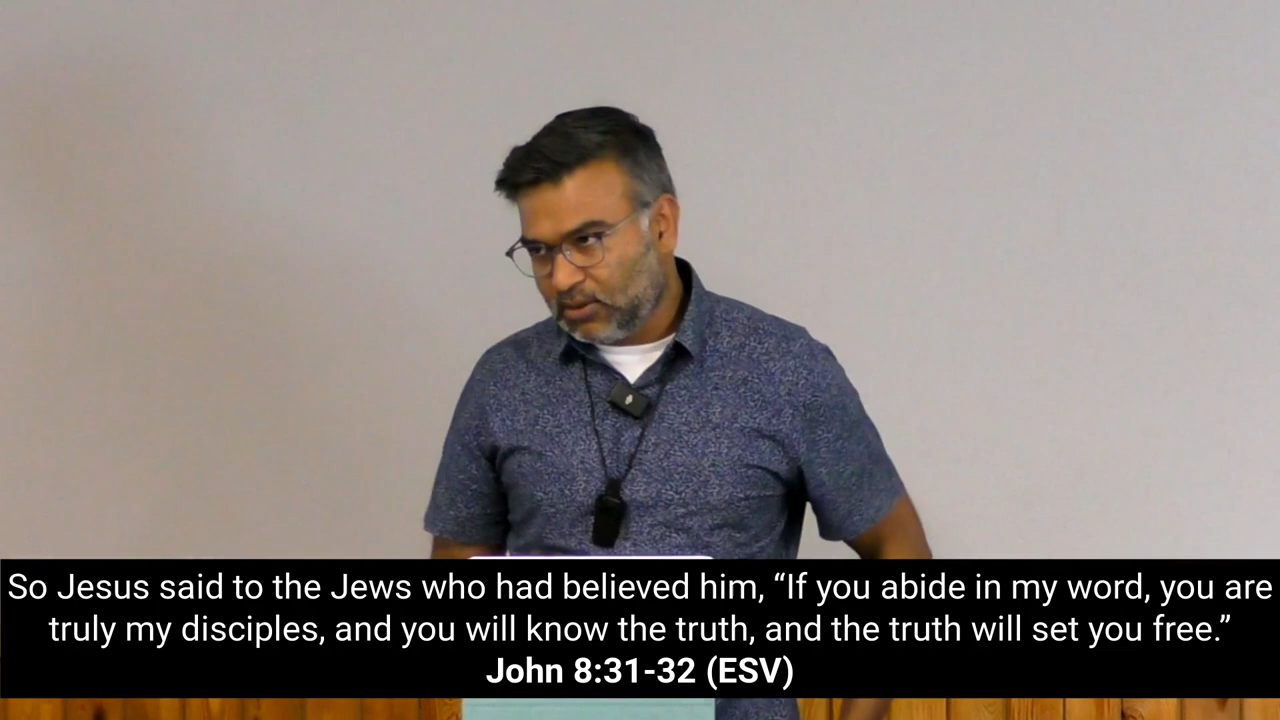 So Jesus said to the Jews who had believed him, “If you abide in my word, you are
truly my disciples, and you will know the truth, and the truth will set you free.”
John 8:31-32 (ESV)